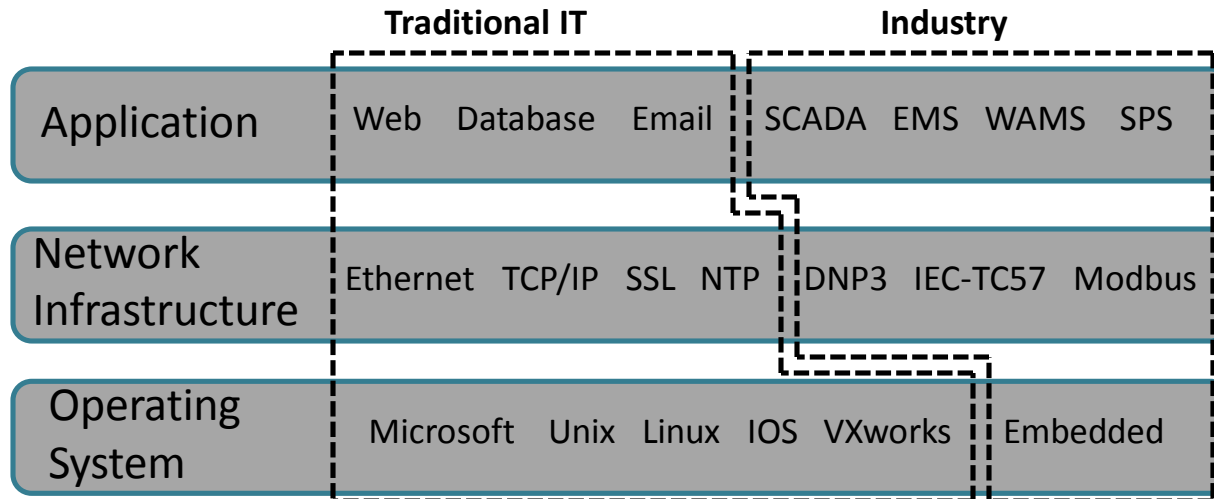 Traditional IT Industry
Application Web Database Email SCADA EMS WAMS SPS
Network
Infrastructure
Ethernet TCP/IP SSL NTP DNP3 IEC-TC57 Modbus
Operating
System
Microsoft Unix Linux IOS VXworks Embedded